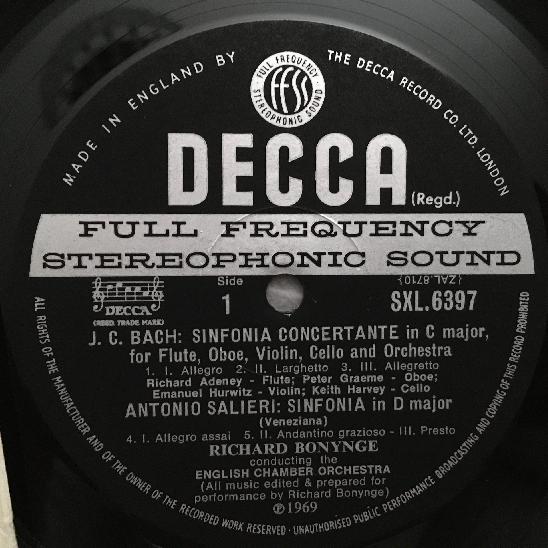 MADE IN ENGLAND BY
THE DECCA RECORD CO. LTD. LONDON
FULL FREQUENCY
STEREOPHONIC SOUND
FFSS
DECCA
(Regd.)
FULL FREQUENCY
STEREOPHONIC SOUND
DECCA
(REGD. TRADE MARK)
Side
1
(ZAL.8710)
SXL.6397
J. C. BACH: SINFONIA CONCERTANTE in C major,
for Flute, Oboe, Violin, Cello and Orchestra
1. I. Allegro 2. II. Larghetto 3. III. Allegretto
Richard Adeney - Flute; Peter Graeme - Oboe;
Emanuel Hurwitz - Violin; Keith Harvey - Cello
ANTONIO SALIERI: SINFONIA in D major
(Veneziana)
4. I. Allegro assai 5. II. Andantino grazioso - III. Presto
RICHARD BONYNGE
conducting the
ENGLISH CHAMBER ORCHESTRA
(All music edited & prepared for
performance by Richard Bonynge)
℗1969
ALL RIGHTS OF THE MANUFACTURER AND OF THE OWNER OF THE RECORDED WORK RESERVED · UNAUTHORISED PUBLIC PERFORMANCE BROADCASTING AND COPYING OF THIS RECORD PROHIBITED